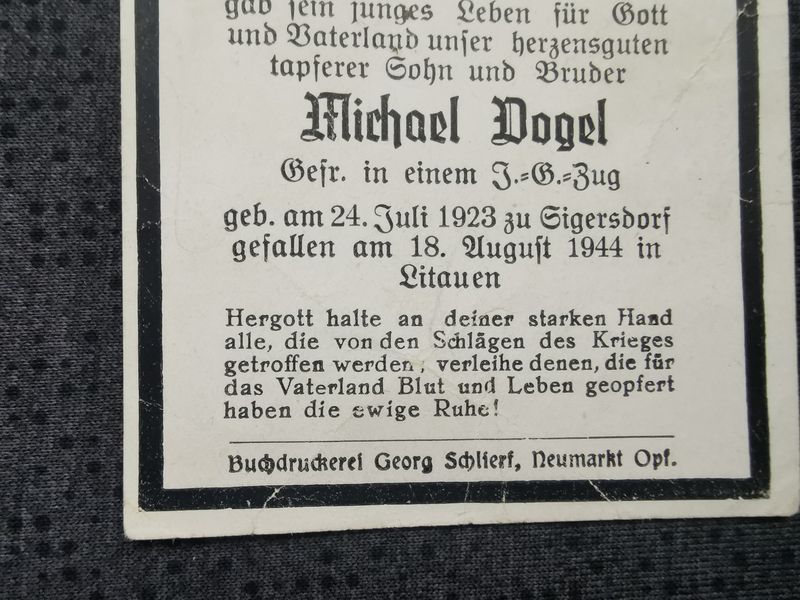 gab sein junges Leben für Gott
und Vaterland unser herzensguten
tapferer Sohn und Bruder
Michael Vogel
Gefr. in einem J.=G.=Zug
geb. am 24. Juli 1923 zu Sigersdorf
gefallen am 18. August 1944 in
Litauen
Hergott halte an deiner starken Hand
alle, die von den Schlägen des Krieges
getroffen werden, verleihe denen, die für
das Vaterland Blut und Leben geopfert
haben die ewige Ruhe!
Buchdruckerei Georg Schlierf, Neumarkt Opf.